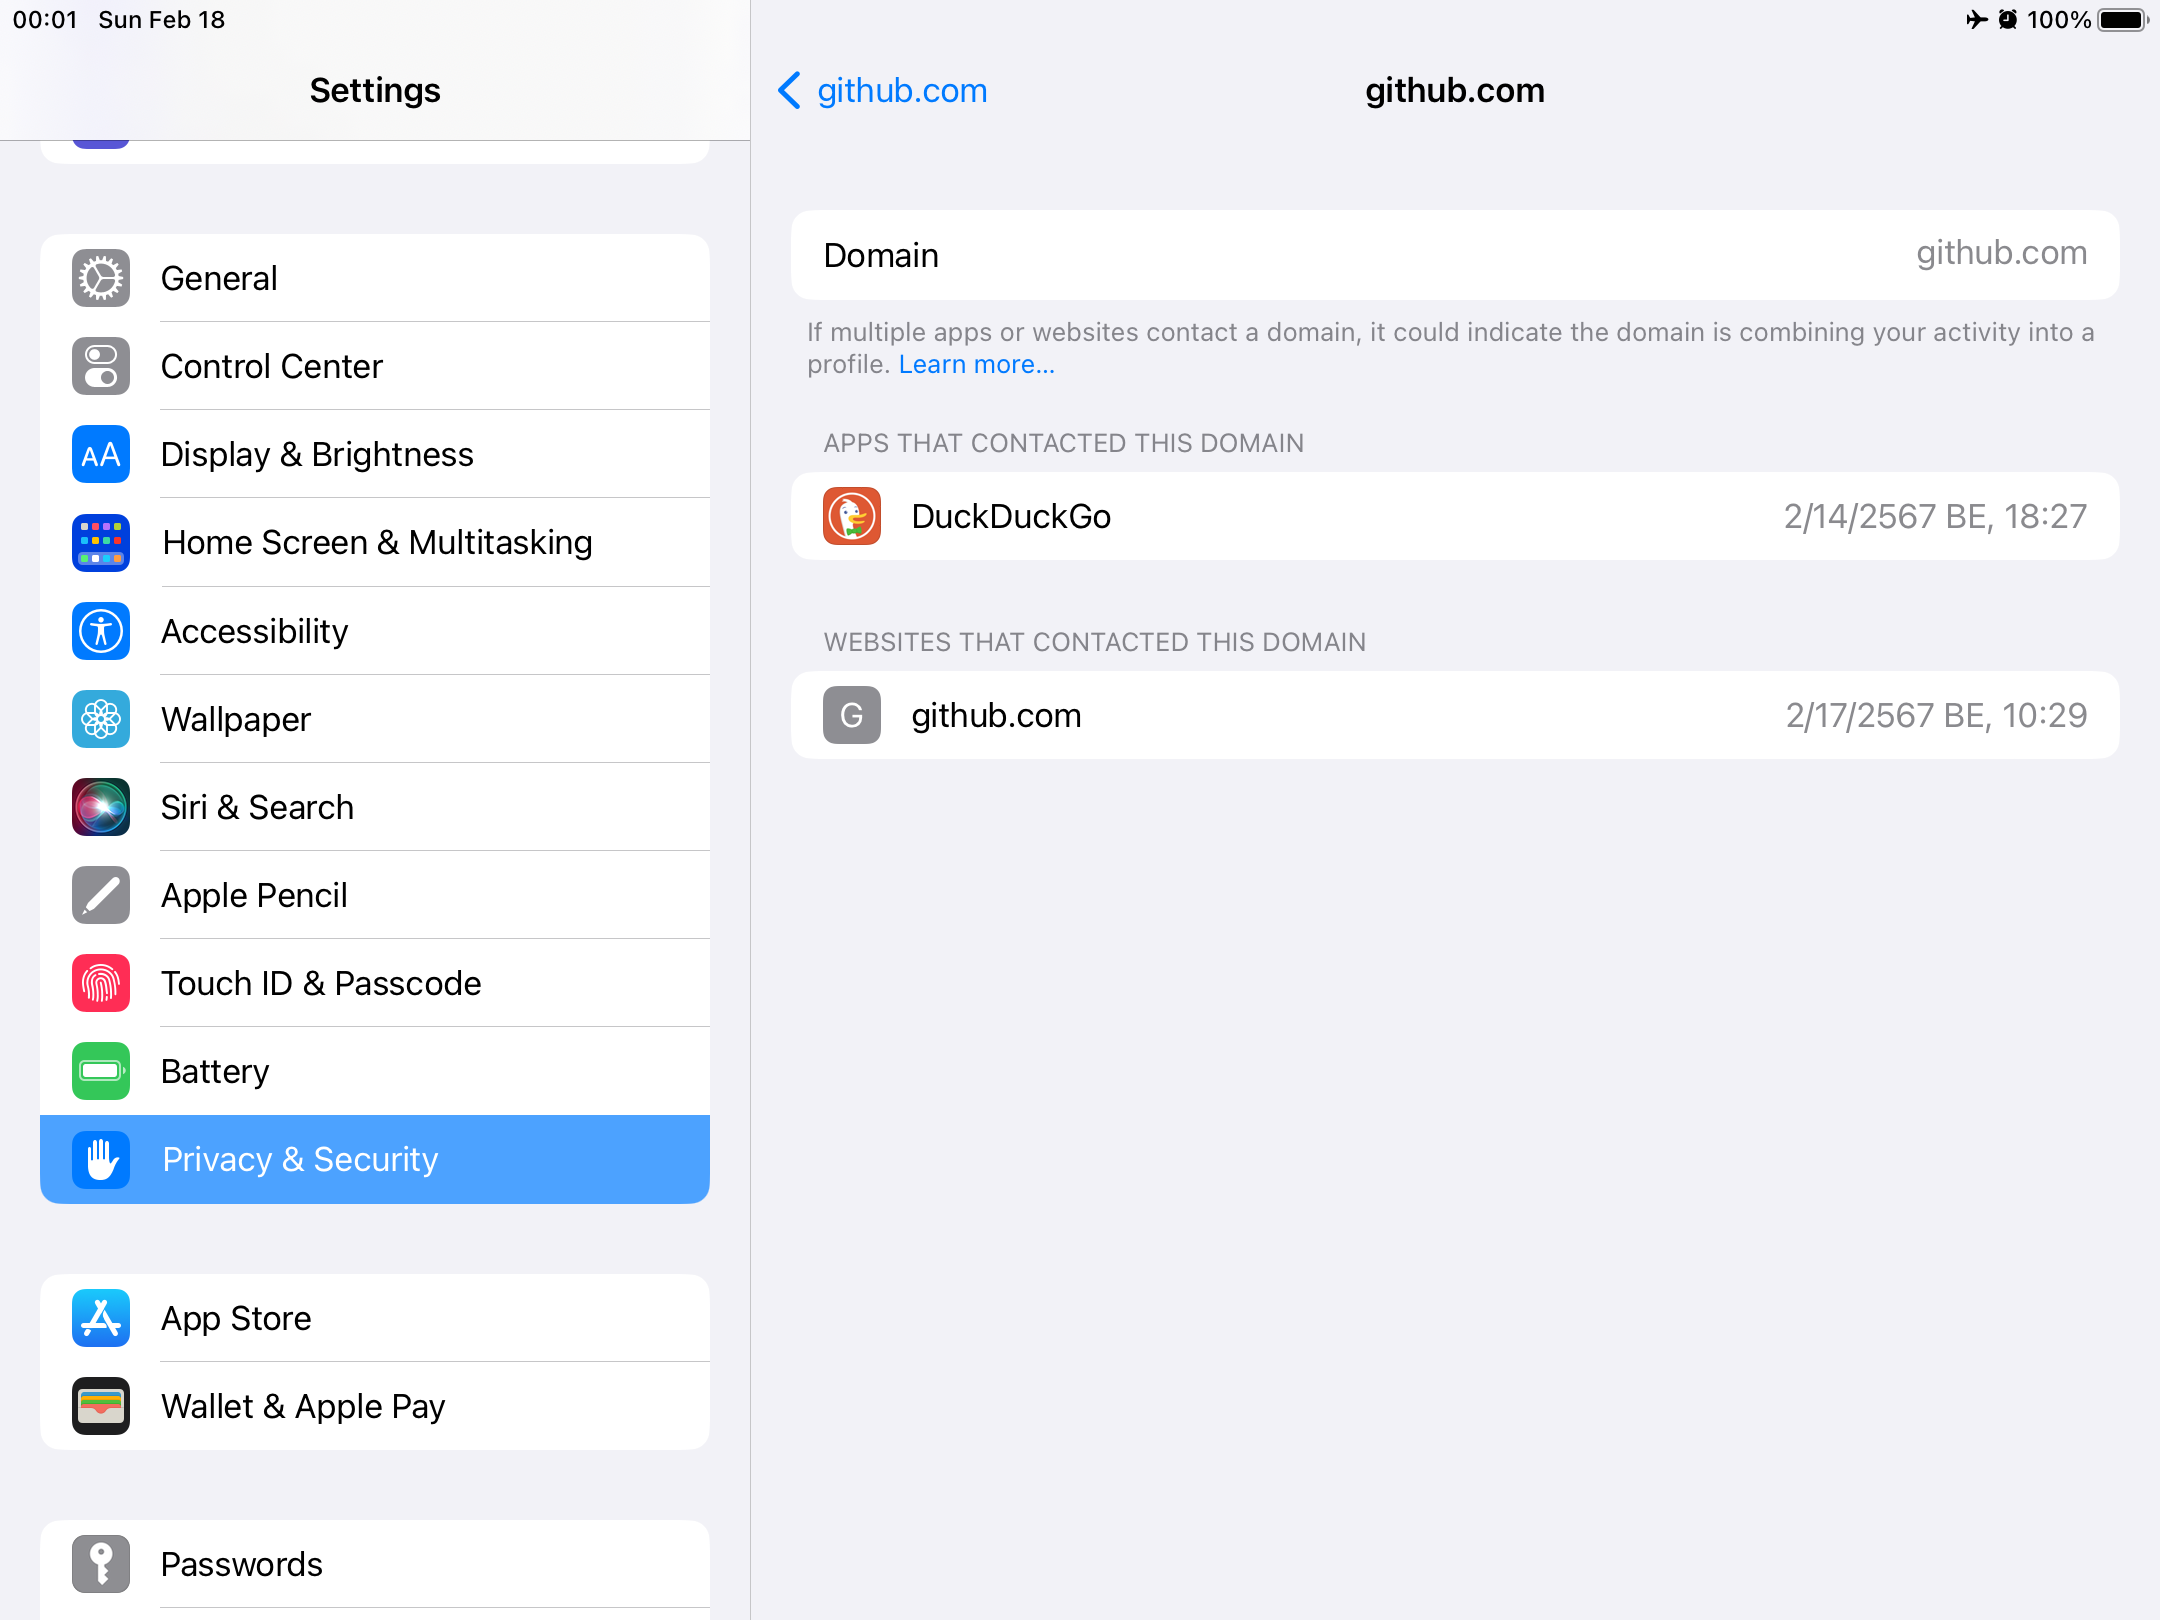 00:01 Sun Feb 18
100%
Settings
General
Control Center
AA Display & Brightness
Home Screen & Multitasking
Accessibility
Wallpaper
Siri & Search
Apple Pencil
Touch ID & Passcode
Battery
Privacy & Security
App Store
Wallet & Apple Pay
Passwords
github.com
github.com
Domain github.com
If multiple apps or websites contact a domain, it could indicate the domain is combining your activity into a
profile. Learn more...
APPS THAT CONTACTED THIS DOMAIN
DuckDuckGo 2/14/2567 BE, 18:27
WEBSITES THAT CONTACTED THIS DOMAIN
G github.com 2/17/2567 BE, 10:29